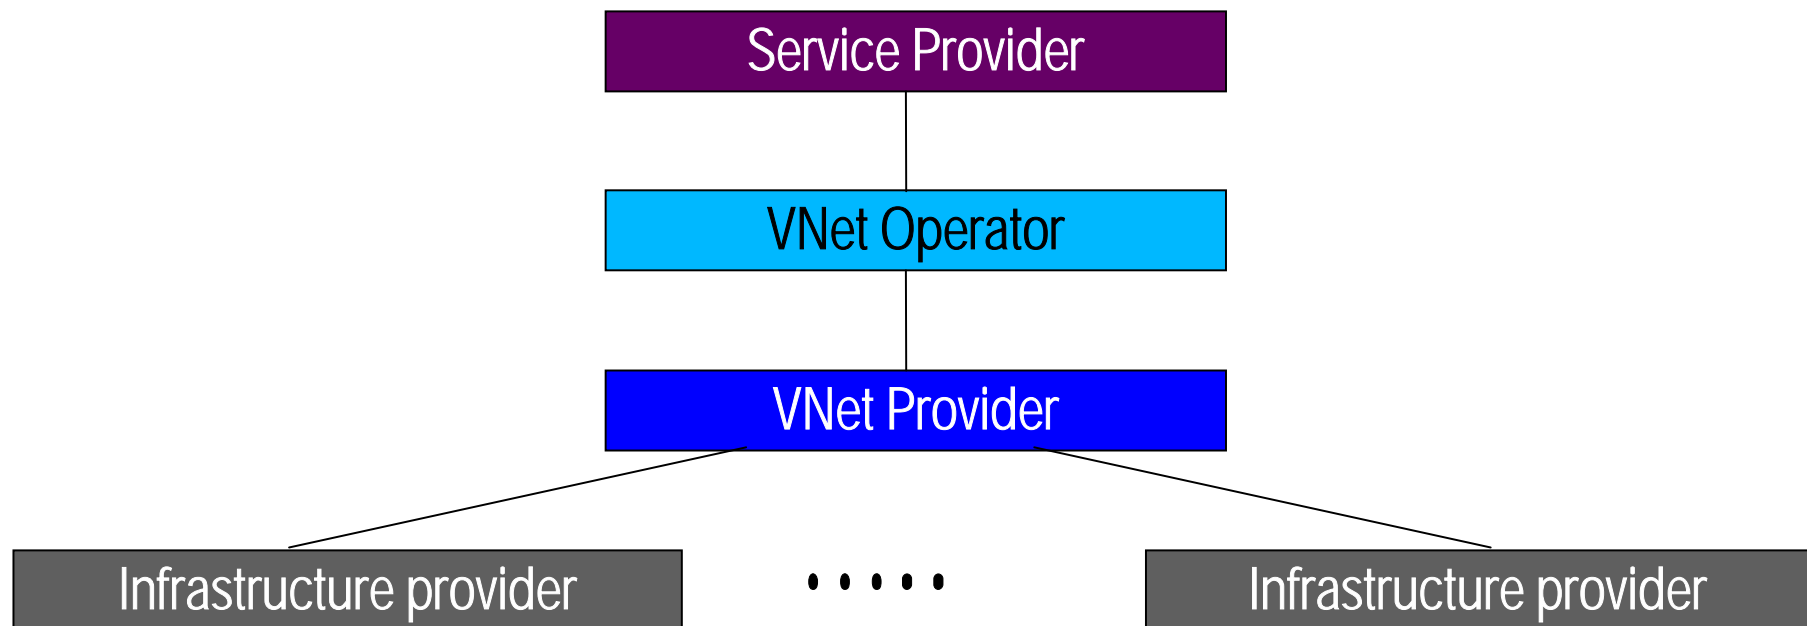 Service Provider
VNet Operator
VNet Provider
Infrastructure provider ..... Infrastructure provider